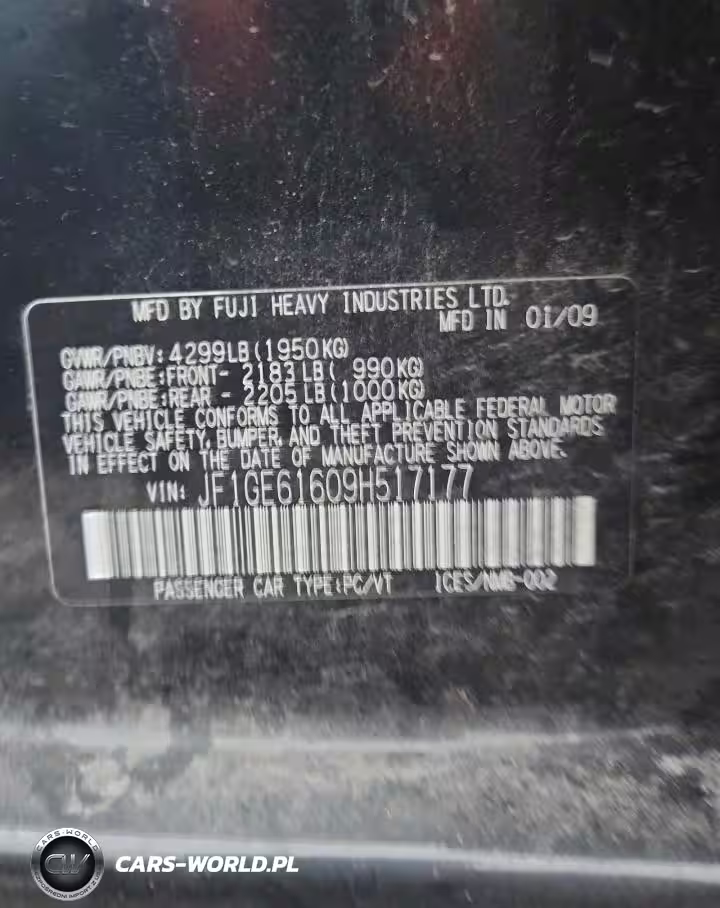 MFD BY FUJI HEAVY INDUSTRIES LTD.
MFD IN 01/09
GVWR/PNBV: 4299LB(1950KG)
GAWR/PNBE:FRONT- 2183LB( 990KG)
GAWR/PNBE:REAR - 2205LB(1000KG)
THIS VEHICLE CONFORMS TO ALL APPLICABLE FEDERAL MOTOR
VEHICLE SAFETY, BUMPER, AND THEFT PREVENTION STANDARDS
IN EFFECT ON THE DATE OF MANUFACTURE SHOWN ABOVE.
VIN: JF1GE61609H517177
PASSENGER CAR TYPE:PC/VT ICES/NMB-002
CARS-WORLD
CW
CARS-WORLD.PL